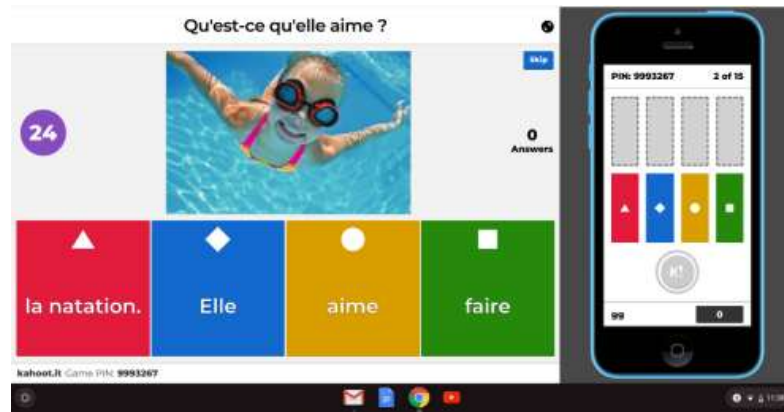 Qu'est-ce qu'elle aime ?
Skip
24
0
Answers
la natation.
Elle
aime
faire
kahoot.it Game PIN: 9993267
PIN: 9993267
2 of 15
K!
gg
0